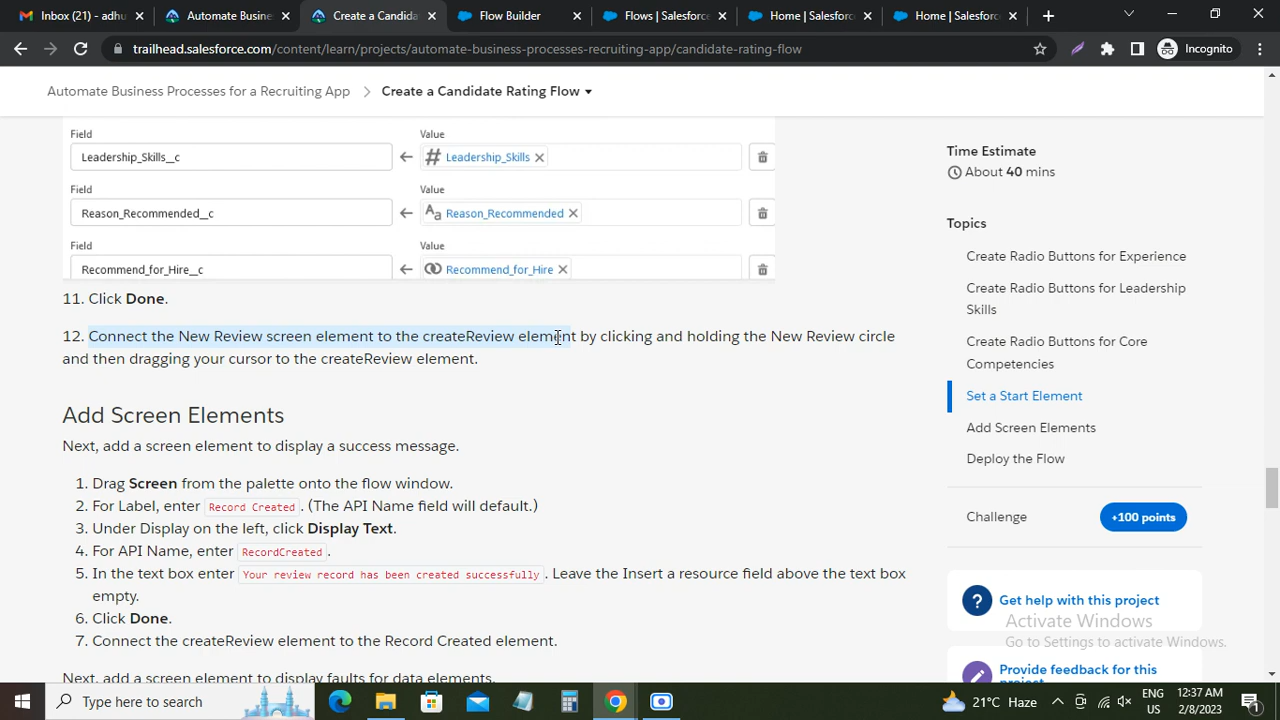 Inbox (21) - adhu
Automate Busine
Create a Candida
Flow Builder
Flows | Salesforce
Home | Salesforce
Home | Salesforce
trailhead.salesforce.com/content/learn/projects/automate-business-processes-recruiting-app/candidate-rating-flow
Incognito
Automate Business Processes for a Recruiting App
Create a Candidate Rating Flow
Field
Value
Leadership_Skills__c
Leadership_Skills
Field
Value
Reason_Recommended__c
Aa Reason_Recommended
Field
Value
Recommend_for_Hire__c
Recommend_for_Hire
11. Click Done.
12. Connect the New Review screen element to the createReview element by clicking and holding the New Review circle
and then dragging your cursor to the createReview element.
Add Screen Elements
Next, add a screen element to display a success message.
1. Drag Screen from the palette onto the flow window.
2. For Label, enter Record Created. (The API Name field will default.)
3. Under Display on the left, click Display Text.
4. For API Name, enter RecordCreated.
5. In the text box enter Your review record has been created successfully. Leave the Insert a resource field above the text box
empty.
6. Click Done.
7. Connect the createReview element to the Record Created element.
Next, add a screen element to display faults for data elements.
Time Estimate
About 40 mins
Topics
Create Radio Buttons for Experience
Create Radio Buttons for Leadership
Skills
Create Radio Buttons for Core
Competencies
Set a Start Element
Add Screen Elements
Deploy the Flow
Challenge
+100 points
Get help with this project
Activate Windows
Go to Settings to activate Windows.
Provide feedback for this
Type here to search
21°C Haze
ENG
US
12:37 AM
2/8/2023
1